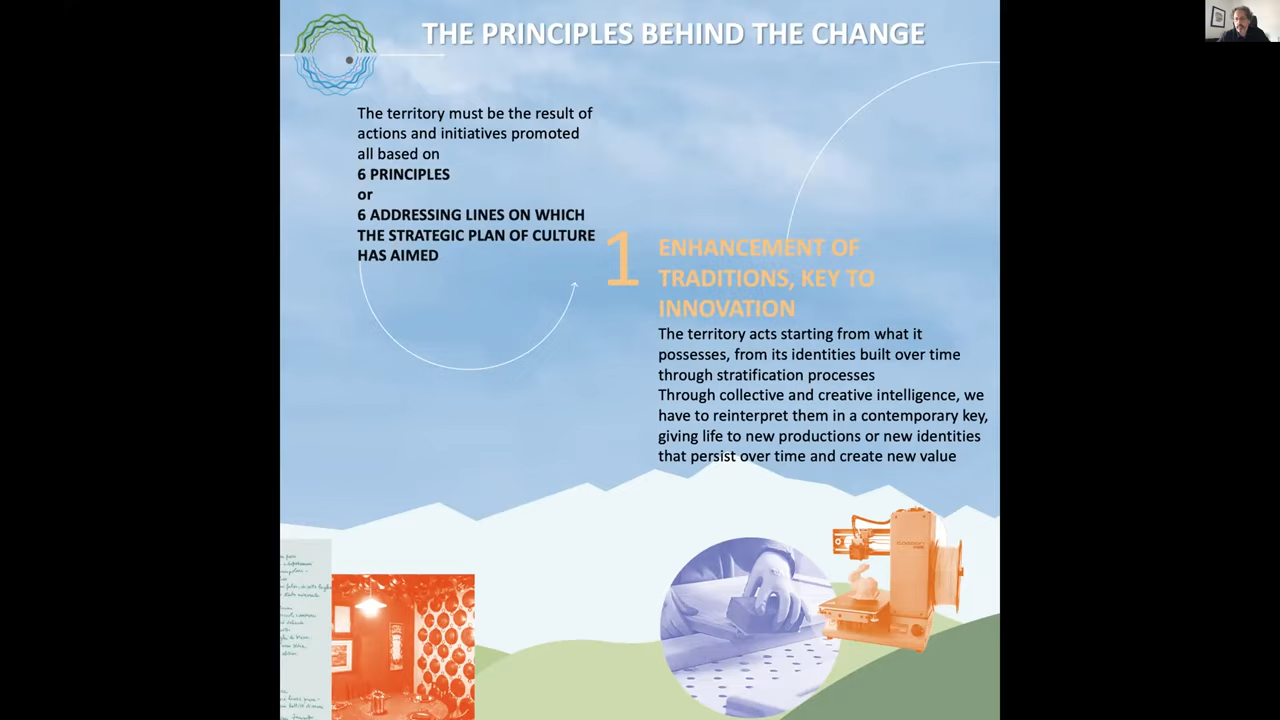 THE PRINCIPLES BEHIND THE CHANGE
The territory must be the result of
actions and initiatives promoted
all based on
6 PRINCIPLES
or
6 ADDRESSING LINES ON WHICH
THE STRATEGIC PLAN OF CULTURE
HAS AIMED
1
ENHANCEMENT OF
TRADITIONS, KEY TO
INNOVATION
The territory acts starting from what it
possesses, from its identities built over time
through stratification processes
Through collective and creative intelligence, we
have to reinterpret them in a contemporary key,
giving life to new productions or new identities
that persist over time and create new value